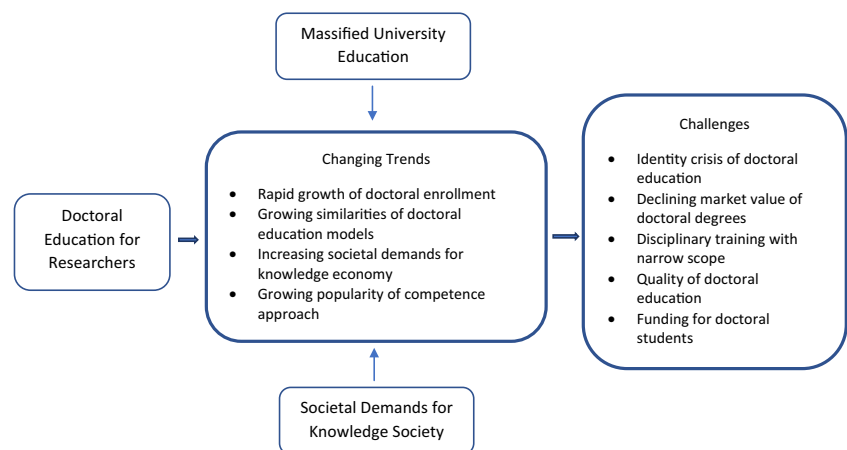 Massified University
Education
Doctoral
Education for
Researchers
Changing Trends
• Rapid growth of doctoral enrollment
• Growing similarities of doctoral
education models
• Increasing societal demands for
knowledge economy
• Growing popularity of competence
approach
Societal Demands for
Knowledge Society
Challenges
• Identity crisis of doctoral
education
• Declining market value of
doctoral degrees
• Disciplinary training with
narrow scope
• Quality of doctoral
education
• Funding for doctoral
students